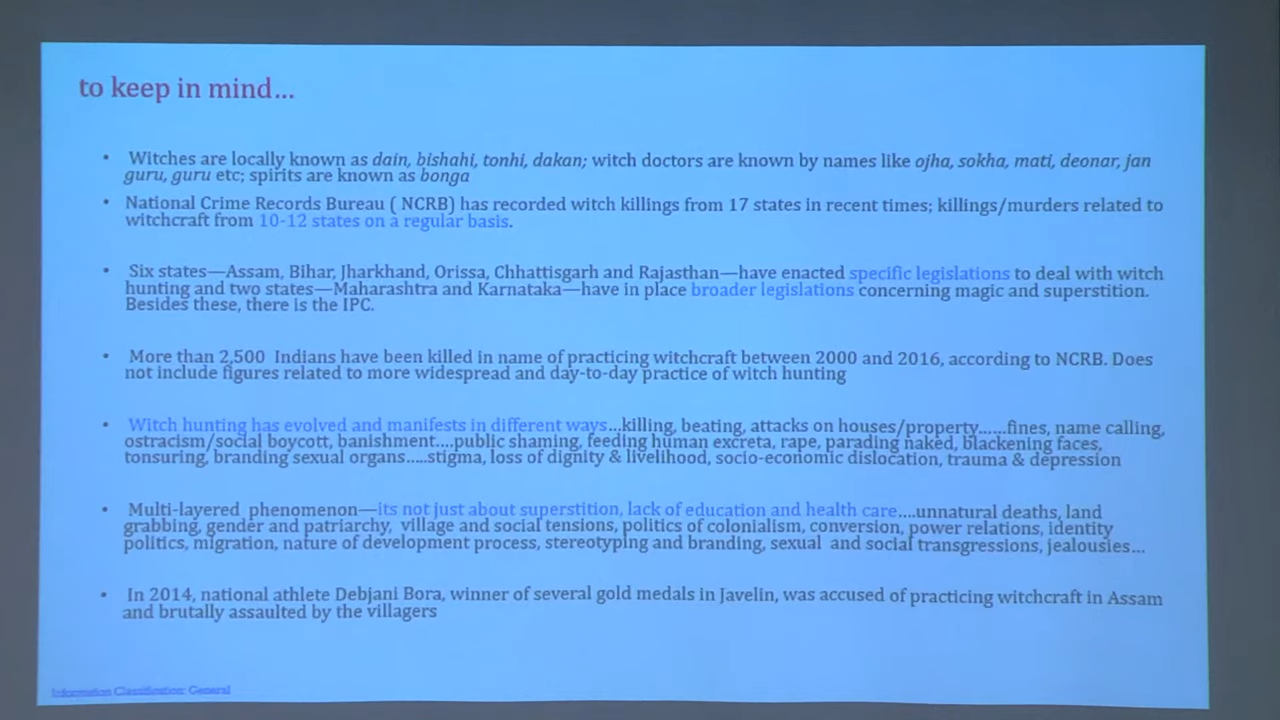 to keep in mind...
• Witches are locally known as dain, bishahi, tonhi, dakan; witch doctors are known by names like ojha, sokha, mati, deonar, jan
guru, guru etc; spirits are known as bonga
• National Crime Records Bureau ( NCRB) has recorded witch killings from 17 states in recent times; killings/murders related to
witchcraft from 10-12 states on a regular basis.
• Six states—Assam, Bihar, Jharkhand, Orissa, Chhattisgarh and Rajasthan—have enacted specific legislations to deal with witch
hunting and two states—Maharashtra and Karnataka—have in place broader legislations concerning magic and superstition.
Besides these, there is the IPC.
• More than 2,500 Indians have been killed in name of practicing witchcraft between 2000 and 2016, according to NCRB. Does
not include figures related to more widespread and day-to-day practice of witch hunting
• Witch hunting has evolved and manifests in different ways...killing, beating, attacks on houses/property......fines, name calling,
ostracism/social boycott, banishment....public shaming, feeding human excreta, rape, parading naked, blackening faces,
tonsuring, branding sexual organs.....stigma, loss of dignity & livelihood, socio-economic dislocation, trauma & depression
• Multi-layered phenomenon—its not just about superstition, lack of education and health care....unnatural deaths, land
grabbing, gender and patriarchy, village and social tensions, politics of colonialism, conversion, power relations, identity
politics, migration, nature of development process, stereotyping and branding, sexual and social transgressions, jealousies...
• In 2014, national athlete Debjani Bora, winner of several gold medals in Javelin, was accused of practicing witchcraft in Assam
and brutally assaulted by the villagers
Information Classification: General